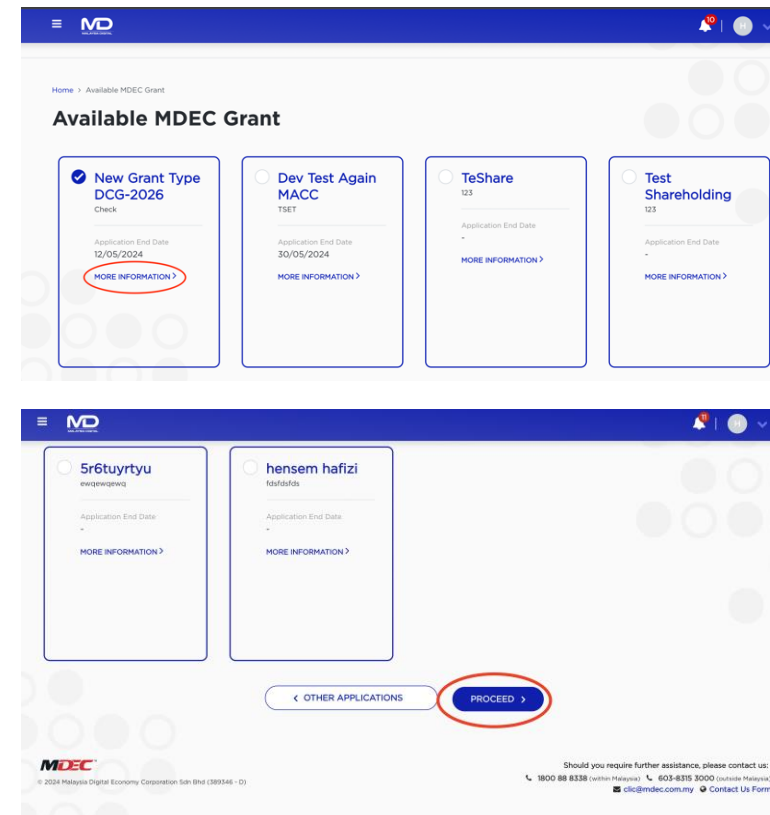 MD
10
H
Home > Available MDEC Grant
Available MDEC Grant
New Grant Type
DCG-2026
Check
Application End Date
12/05/2024
MORE INFORMATION >
Dev Test Again
MACC
TSET
Application End Date
30/05/2024
MORE INFORMATION >
TeShare
123
Application End Date
-
MORE INFORMATION >
Test
Shareholding
123
Application End Date
-
MORE INFORMATION >
MD
11
H
5r6tuyrtyu
ewqewqewq
Application End Date
-
MORE INFORMATION >
hensem hafizi
fdsfdsfds
Application End Date
-
MORE INFORMATION >
< OTHER APPLICATIONS
PROCEED >
MDEC
© 2024 Malaysia Digital Economy Corporation Sdn Bhd (389346 - D)
Should you require further assistance, please contact us:
1800 88 8338 (within Malaysia) 603-8315 3000 (outside Malaysia)
clic@mdec.com.my Contact Us Form